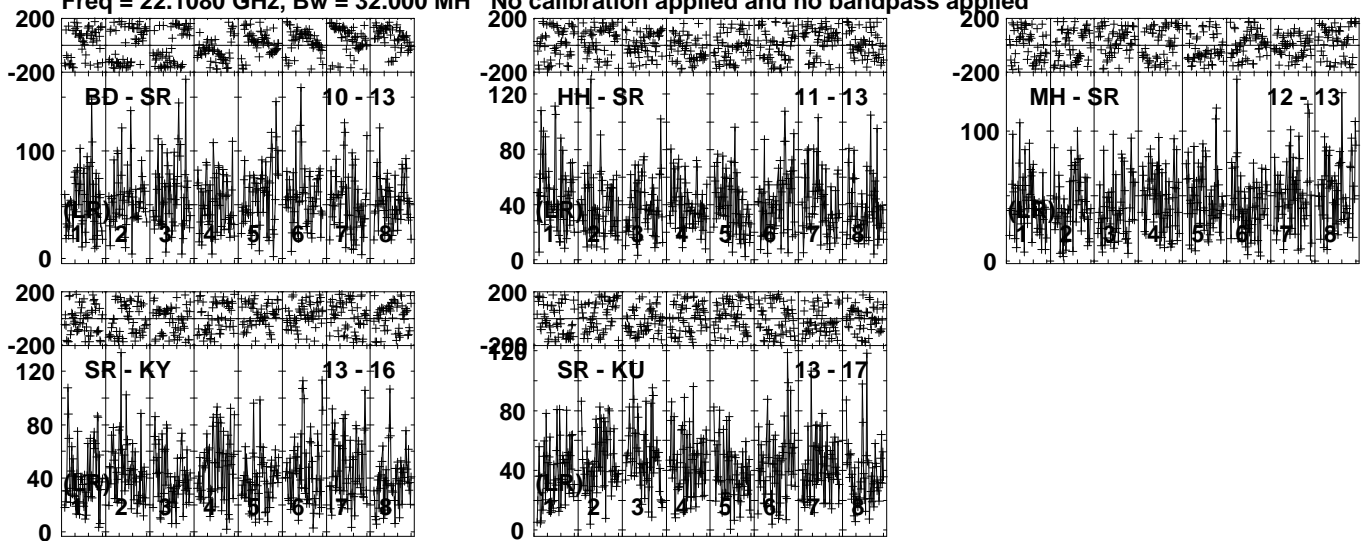 Freq = 22.1080 GHz, Bw = 32.000 MH No calibration applied and no bandpass applied
200
-200
BD - SR 10 - 13
100
(LR)
1 2 3 4 5 6 7 8
0
200
-200
120
HH - SR 11 - 13
80
40
(LR)
1 2 3 4 5 6 7 8
0
200
-200
MH - SR 12 - 13
100
(LR)
1 2 3 4 5 6 7 8
0
200
-200
SR - KY 13 - 16
120
80
40
(LR)
1 2 3 4 5 6 7 8
0
200
-200
120
SR - KU 13 - 17
80
40
(LR)
1 2 3 4 5 6 7 8
0